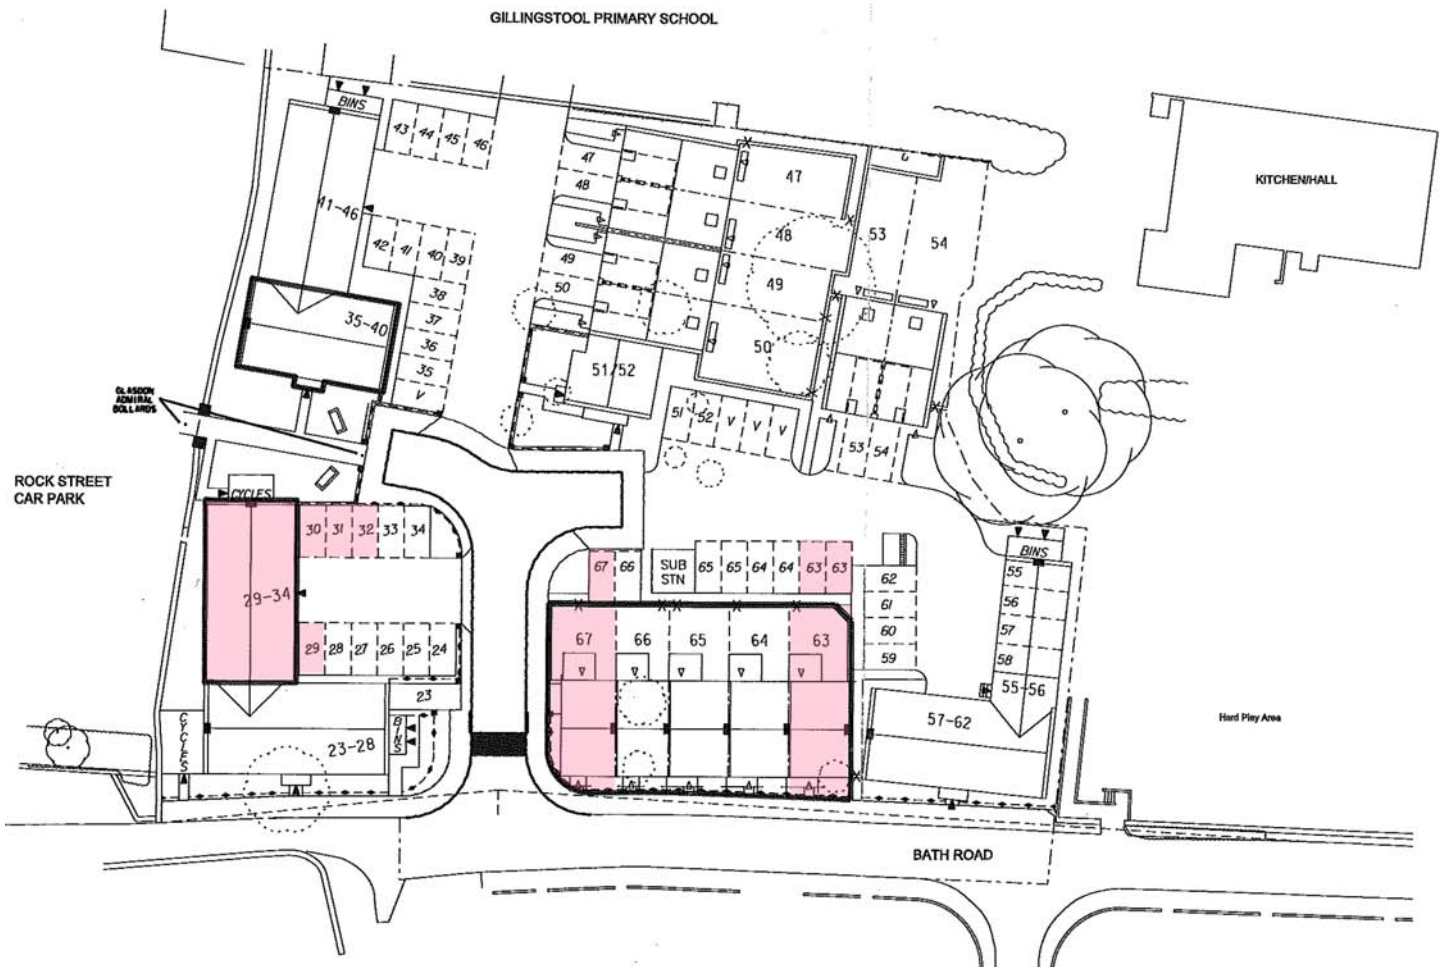 GILLINGSTOOL PRIMARY SCHOOL
BINS
43 44 45 46
41-46
42 41 40 39
38
37
36
35
V
35-40
47
48
49
50
47
48
49
50
53 54
51/52
51 52 V V V
53 54
KITCHEN/HALL
GLASDON
ADMIRAL
BOLLARDS
ROCK STREET
CAR PARK
CYCLES
30 31 32 33 34
29-34
29 28 27 26 25 24
23
CYCLES
BINS
23-28
67 66
SUB
STN
65 65 64 64 63 63
67 66 65 64 63
62
61
60
59
BINS
55
56
57
58
55-56
57-62
Hard Play Area
BATH ROAD